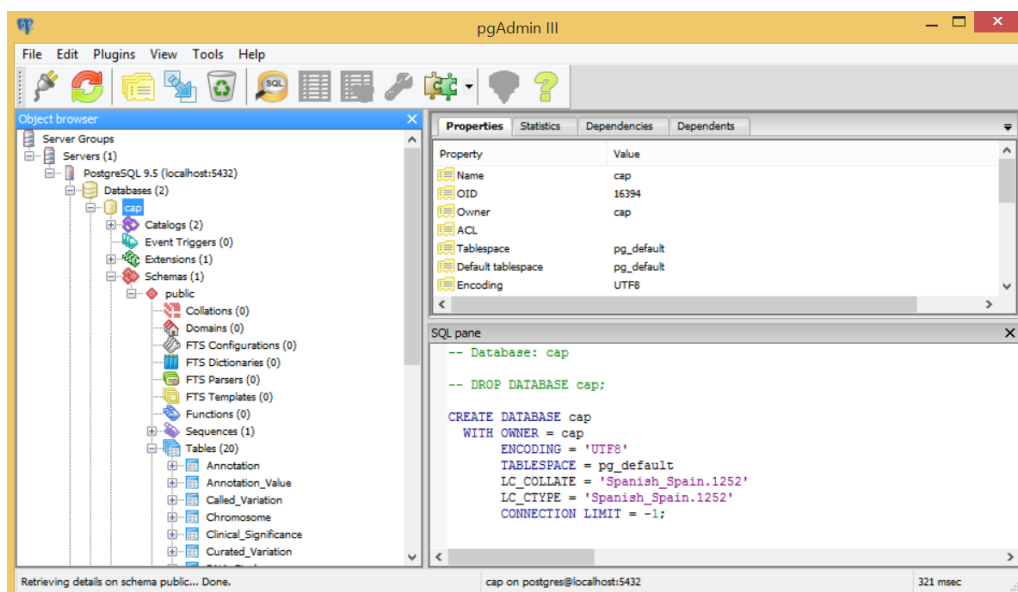 pgAdmin III
File Edit Plugins View Tools Help
SQL
Object browser
Server Groups
Servers (1)
PostgreSQL 9.5 (localhost:5432)
Databases (2)
cap
Catalogs (2)
Event Triggers (0)
Extensions (1)
Schemas (1)
public
Collations (0)
Domains (0)
FTS Configurations (0)
FTS Dictionaries (0)
FTS Parsers (0)
FTS Templates (0)
Functions (0)
Sequences (1)
Tables (20)
Annotation
Annotation_Value
Called_Variation
Chromosome
Clinical_Significance
Curated_Variation
Properties Statistics Dependencies Dependents
Property Value
Name cap
OID 16394
Owner cap
ACL
Tablespace pg_default
Default tablespace pg_default
Encoding UTF8
SQL pane
-- Database: cap
-- DROP DATABASE cap;
CREATE DATABASE cap
WITH OWNER = cap
ENCODING = 'UTF8'
TABLESPACE = pg_default
LC_COLLATE = 'Spanish_Spain.1252'
LC_CTYPE = 'Spanish_Spain.1252'
CONNECTION LIMIT = -1;
Retrieving details on schema public... Done. cap on postgres@localhost:5432 321 msec